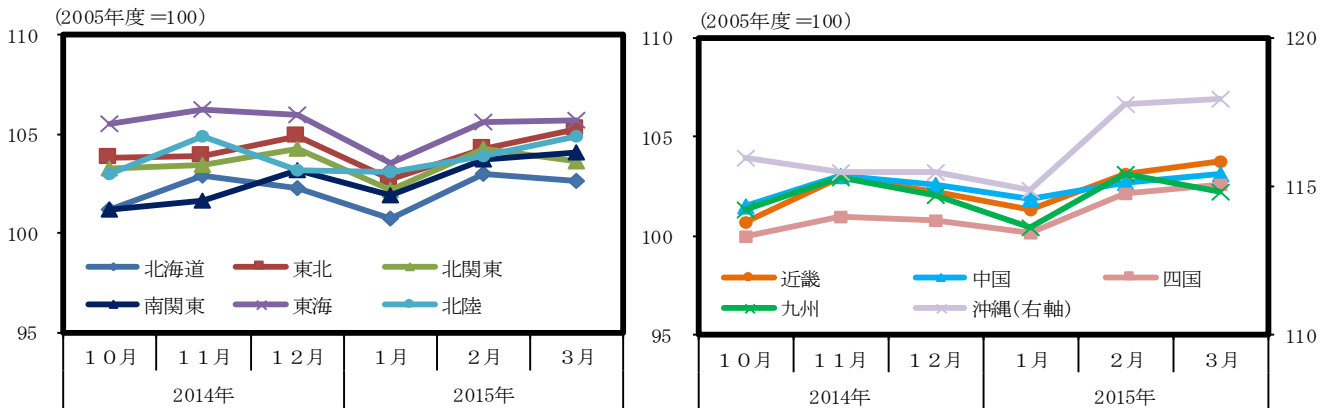 (2005年度＝100)
110
105
100
95
北海道 東北 北関東
南関東 東海 北陸
１０月 １１月 １２月 １月 ２月 ３月
2014年 2015年
(2005年度＝100)
110 120
105
115
100
95 110
近畿 中国 四国
九州 沖縄(右軸)
１０月 １１月 １２月 １月 ２月 ３月
2014年 2015年